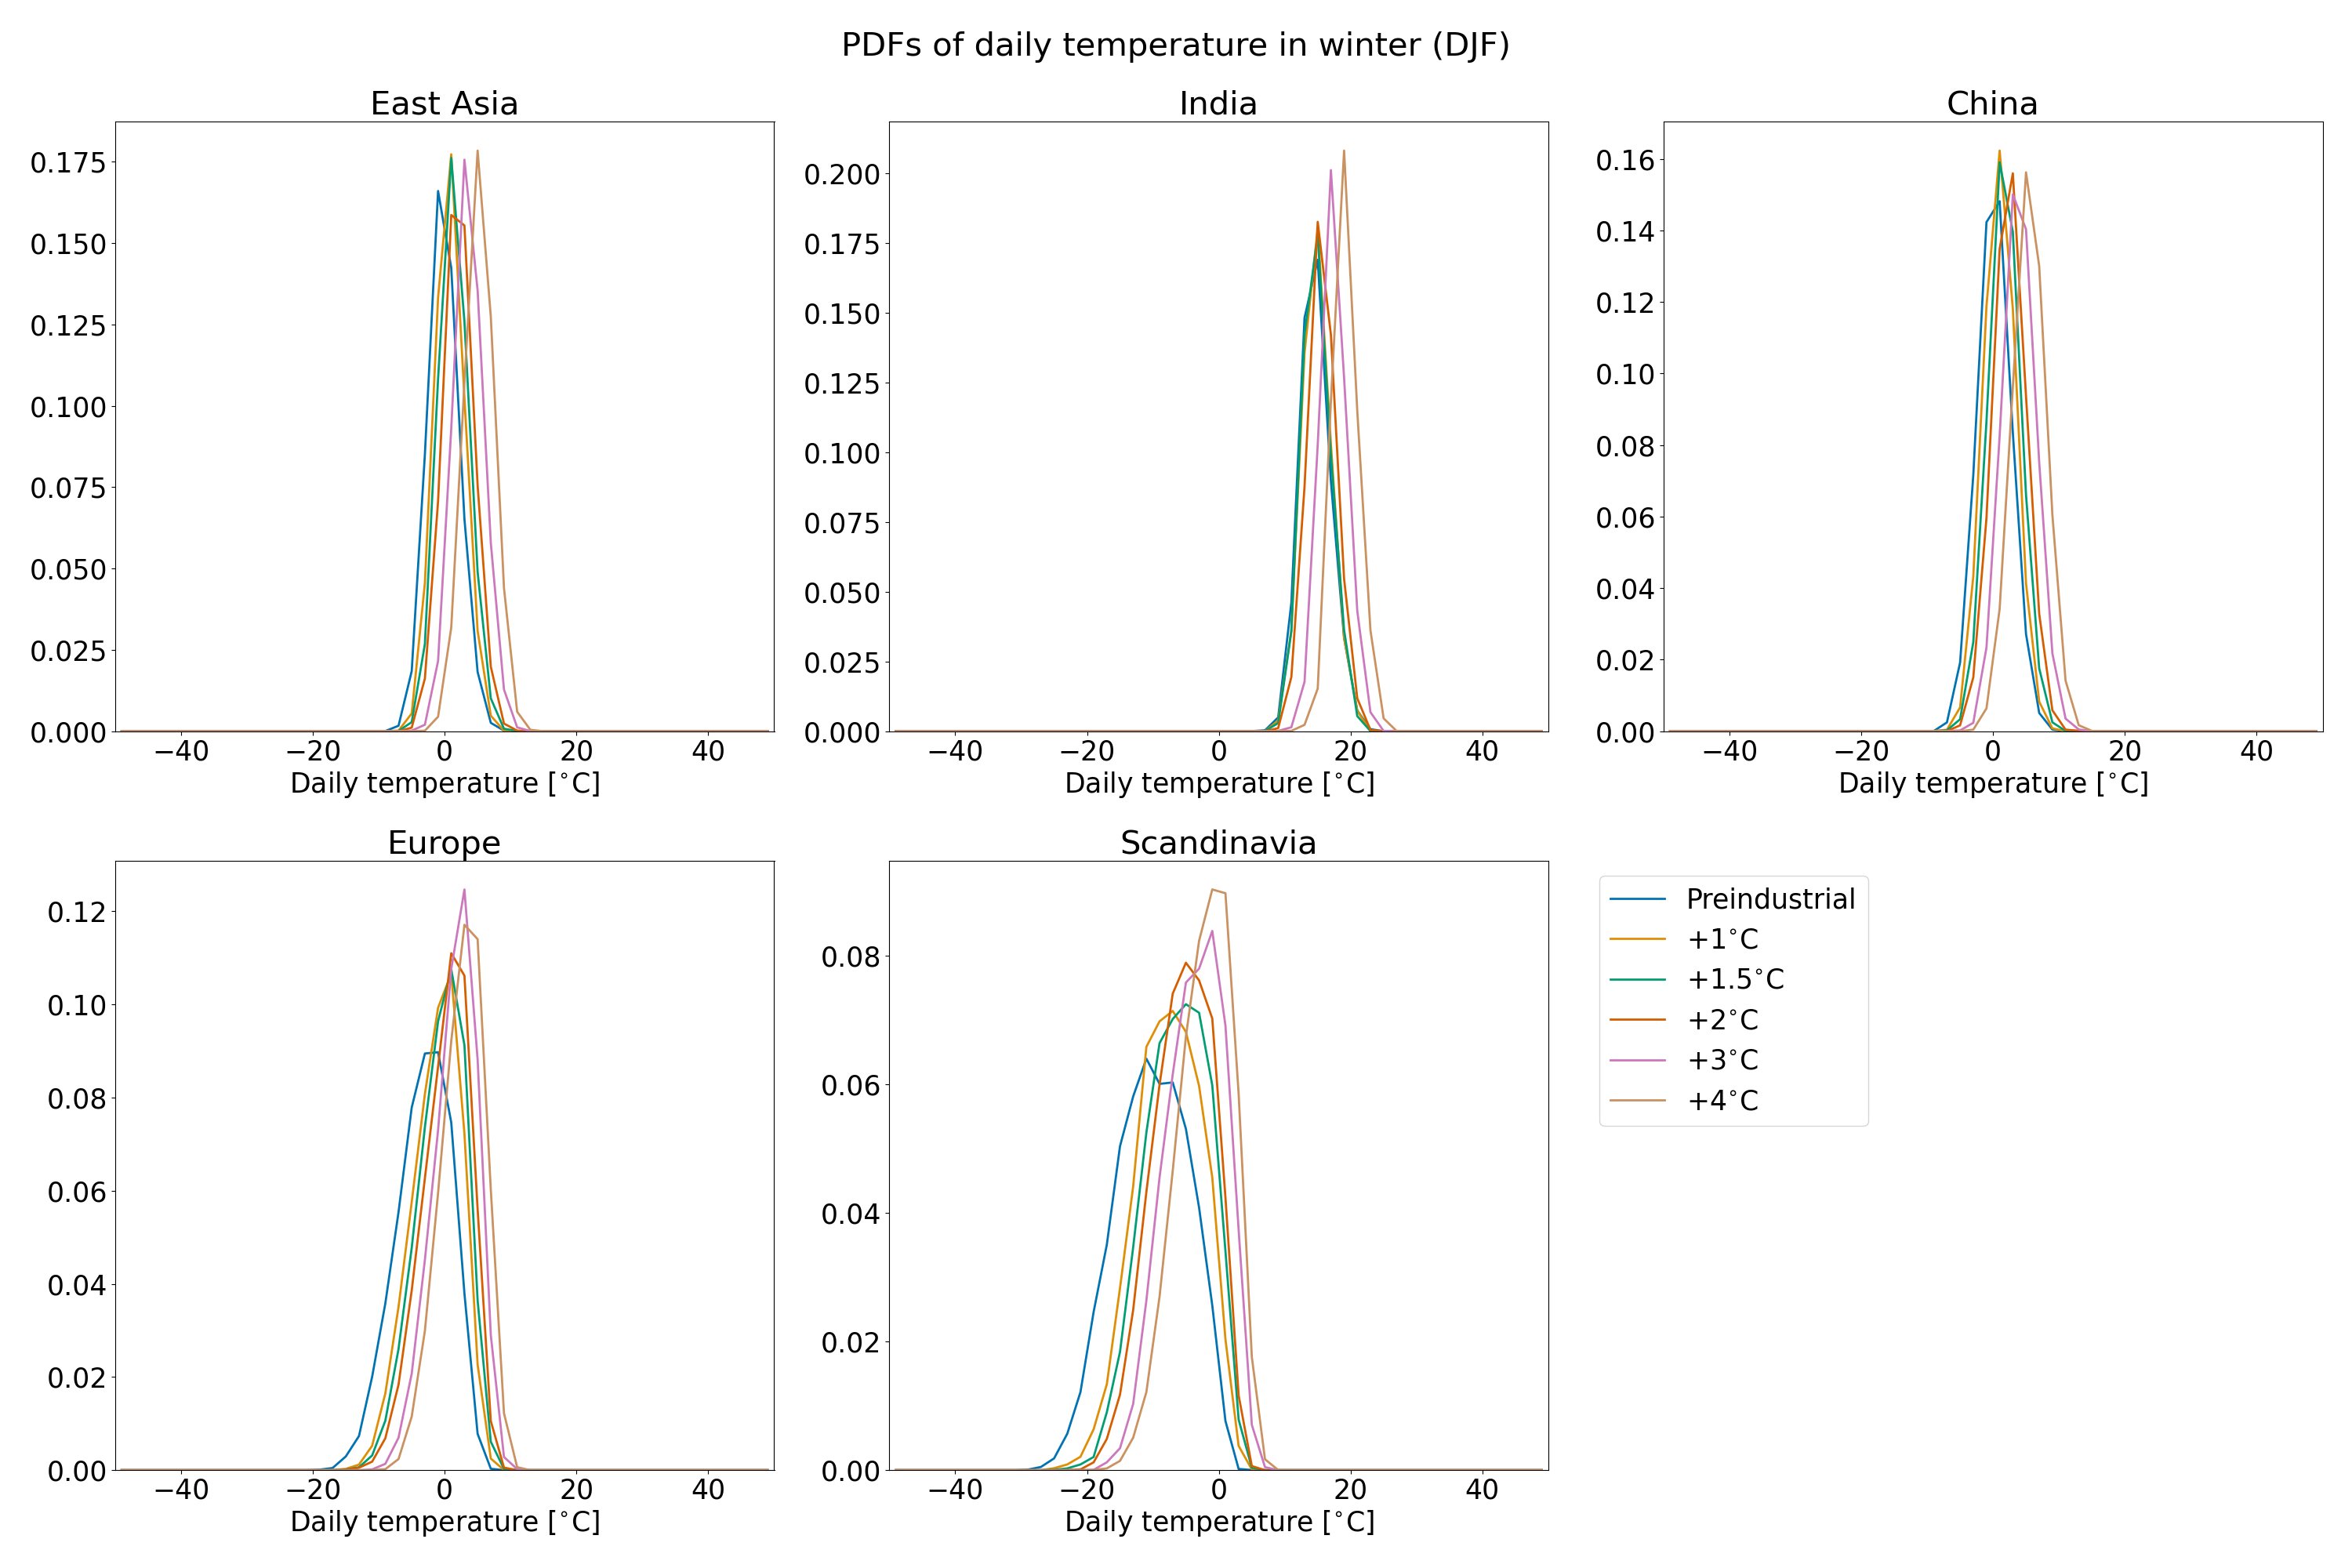 PDFs of daily temperature in winter (DJF)
East Asia
0.175
0.150
0.125
0.100
0.075
0.050
0.025
0.000
−40 −20 0 20 40
Daily temperature [°C]
India
0.200
0.175
0.150
0.125
0.100
0.075
0.050
0.025
0.000
−40 −20 0 20 40
Daily temperature [°C]
China
0.16
0.14
0.12
0.10
0.08
0.06
0.04
0.02
0.00
−40 −20 0 20 40
Daily temperature [°C]
Europe
0.12
0.10
0.08
0.06
0.04
0.02
0.00
−40 −20 0 20 40
Daily temperature [°C]
Scandinavia
0.08
0.06
0.04
0.02
0.00
−40 −20 0 20 40
Daily temperature [°C]
Preindustrial
+1°C
+1.5°C
+2°C
+3°C
+4°C